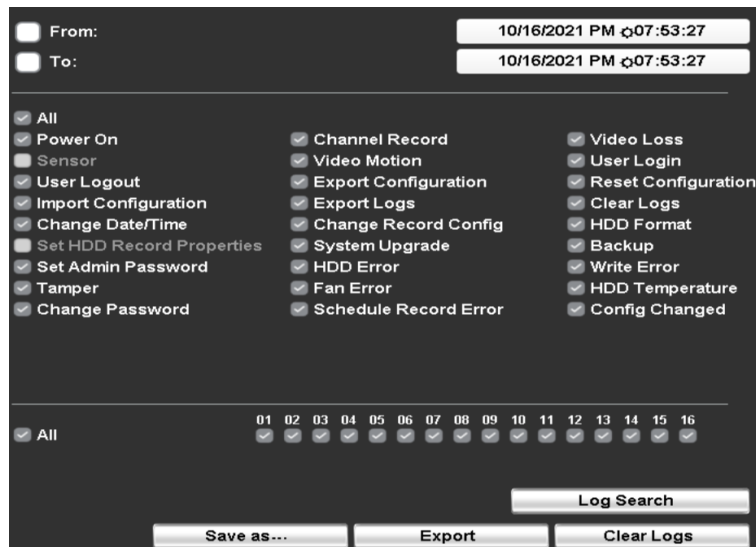 From: 10/16/2021 PM 07:53:27
To: 10/16/2021 PM 07:53:27
All
Power On Channel Record Video Loss
Sensor Video Motion User Login
User Logout Export Configuration Reset Configuration
Import Configuration Export Logs Clear Logs
Change Date/Time Change Record Config HDD Format
Set HDD Record Properties System Upgrade Backup
Set Admin Password HDD Error Write Error
Tamper Fan Error HDD Temperature
Change Password Schedule Record Error Config Changed
01 02 03 04 05 06 07 08 09 10 11 12 13 14 15 16
All
Log Search
Save as... Export Clear Logs